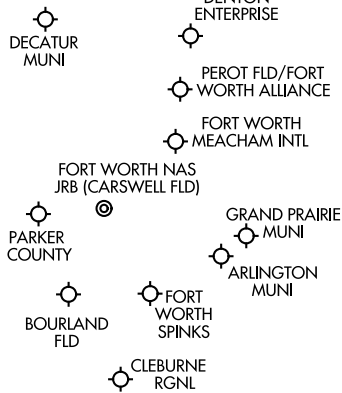 DENTON
ENTERPRISE
DECATUR
MUNI
PEROT FLD/FORT
WORTH ALLIANCE
FORT WORTH
MEACHAM INTL
FORT WORTH NAS
JRB (CARSWELL FLD)
PARKER
COUNTY
GRAND PRAIRIE
MUNI
ARLINGTON
MUNI
BOURLAND
FLD
FORT
WORTH
SPINKS
CLEBURNE
RGNL